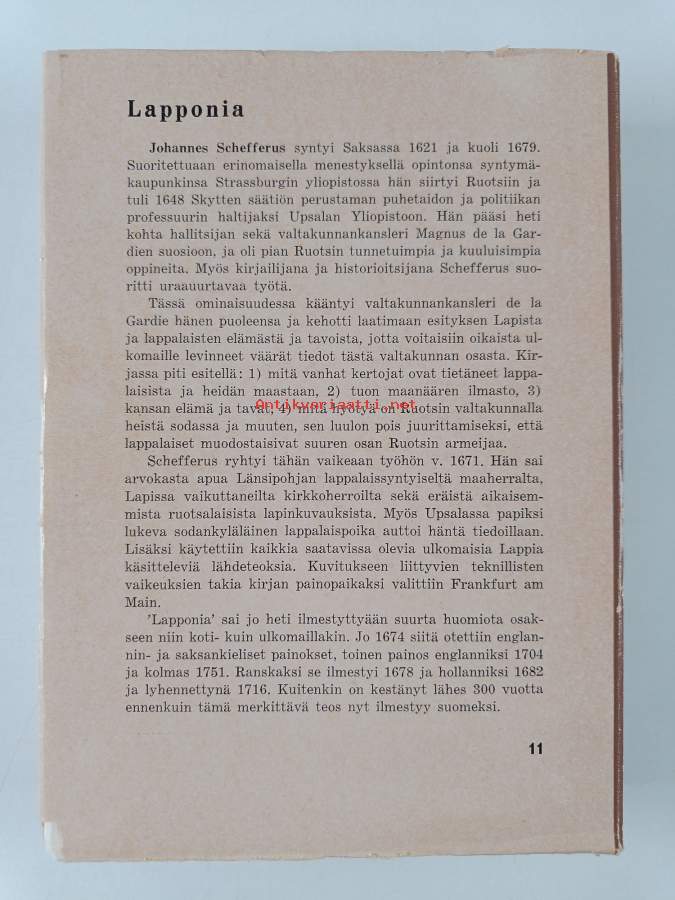 Lapponia
Johannes Schefferus syntyi Saksassa 1621 ja kuoli 1679.
Suoritettuaan erinomaisella menestyksellä opintonsa syntymä-
kaupunkinsa Strassburgin yliopistossa hän siirtyi Ruotsiin ja
tuli 1648 Skytten säätiön perustaman puhetaidon ja politiikan
professuurin haltijaksi Upsalan Yliopistoon. Hän pääsi heti
kohta hallitsijan sekä valtakunnankansleri Magnus de la Gar-
dien suosioon, ja oli pian Ruotsin tunnetuimpia ja kuuluisimpia
oppineita. Myös kirjailijana ja historioitsijana Schefferus suo-
ritti uraauurtavaa työtä.
Tässä ominaisuudessa kääntyi valtakunnankansleri de la
Gardie hänen puoleensa ja kehotti laatimaan esityksen Lapista
ja lappalaisten elämästä ja tavoista, jotta voitaisiin oikaista ul-
komaille levinneet väärät tiedot tästä valtakunnan osasta. Kir-
jassa piti esitellä: 1) mitä vanhat kertojat ovat tietäneet lappa-
laisista ja heidän maastaan, 2) tuon maanäären ilmasto, 3)
kansan elämä ja tavat, 4) mitä hyötyä on Ruotsin valtakunnalla
Antikvariaatti.net
heistä sodassa ja muuten, sen luulon pois juurittamiseksi, että
lappalaiset muodostaisivat suuren osan Ruotsin armeijaa.
Schefferus ryhtyi tähän vaikeaan työhön v. 1671. Hän sai
arvokasta apua Länsipohjan lappalaissyntyiseltä maaherralta,
Lapissa vaikuttaneilta kirkkoherroilta sekä eräistä aikaisem-
mista ruotsalaisista lapinkuvauksista. Myös Upsalassa papiksi
lukeva sodankyläläinen lappalaispoika auttoi häntä tiedoillaan.
Lisäksi käytettiin kaikkia saatavissa olevia ulkomaisia Lappia
käsitteleviä lähdeteoksia. Kuvitukseen liittyvien teknillisten
vaikeuksien takia kirjan painopaikaksi valittiin Frankfurt am
Main.
'Lapponia' sai jo heti ilmestyttyään suurta huomiota osak-
seen niin koti- kuin ulkomaillakin. Jo 1674 siitä otettiin englan-
nin- ja saksankieliset painokset, toinen painos englanniksi 1704
ja kolmas 1751. Ranskaksi se ilmestyi 1678 ja hollanniksi 1682
ja lyhennettynä 1716. Kuitenkin on kestänyt lähes 300 vuotta
ennenkuin tämä merkittävä teos nyt ilmestyy suomeksi.
11